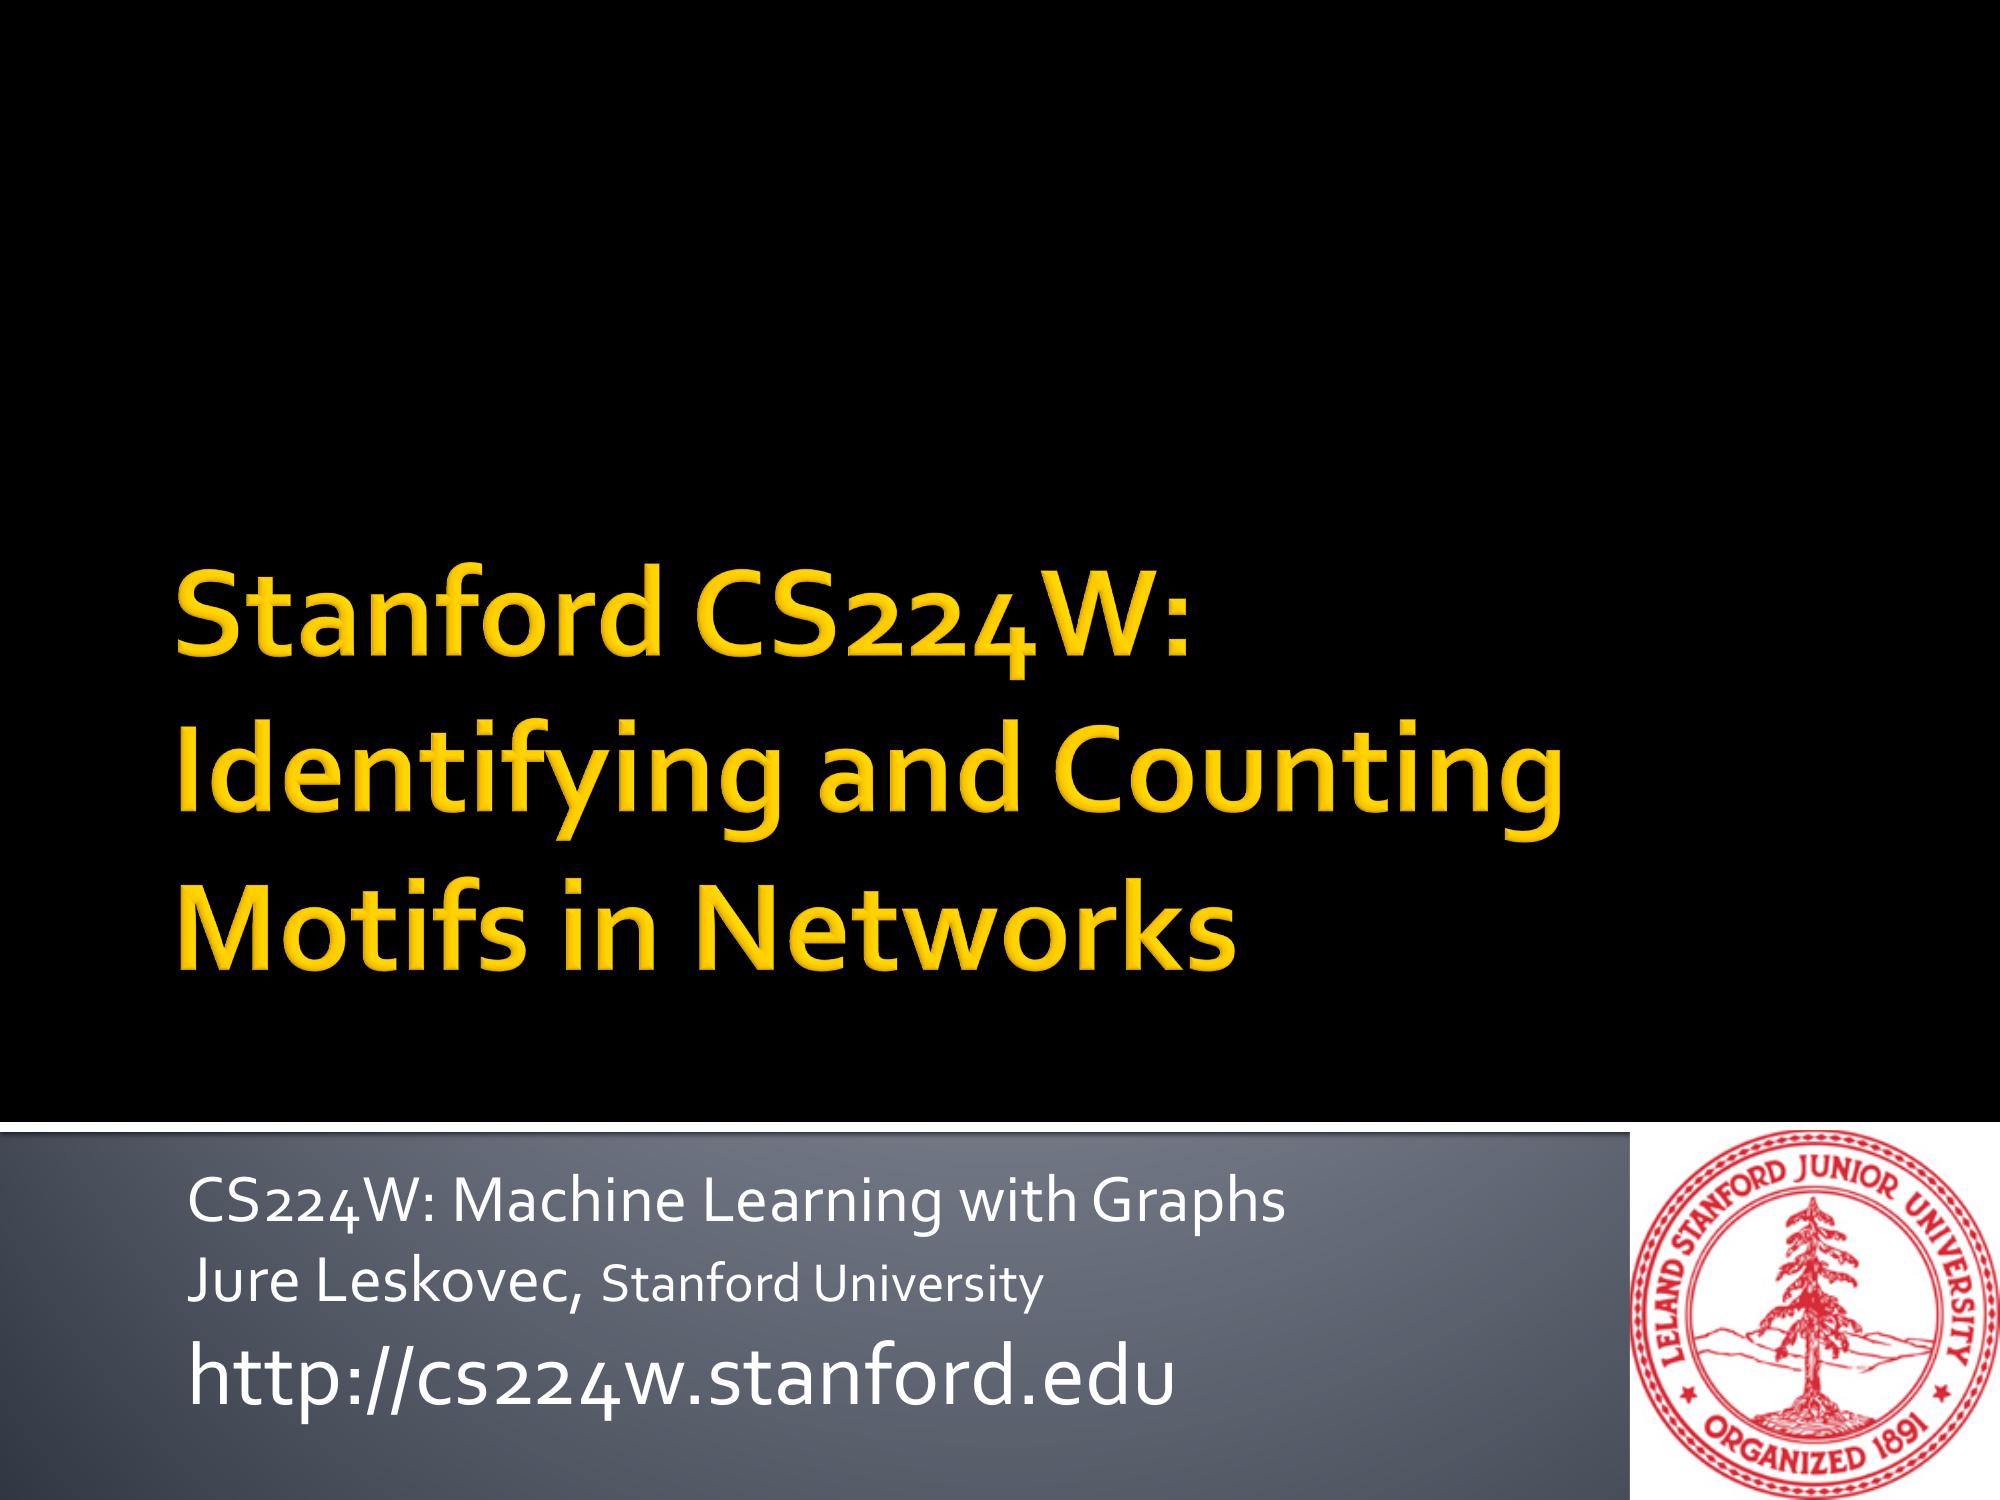 Stanford CS224W:
Identifying and Counting
Motifs in Networks
CS224W: Machine Learning with Graphs
Jure Leskovec, Stanford University
http://cs224w.stanford.edu
LELAND STANFORD JUNIOR UNIVERSITY
ORGANIZED 1891